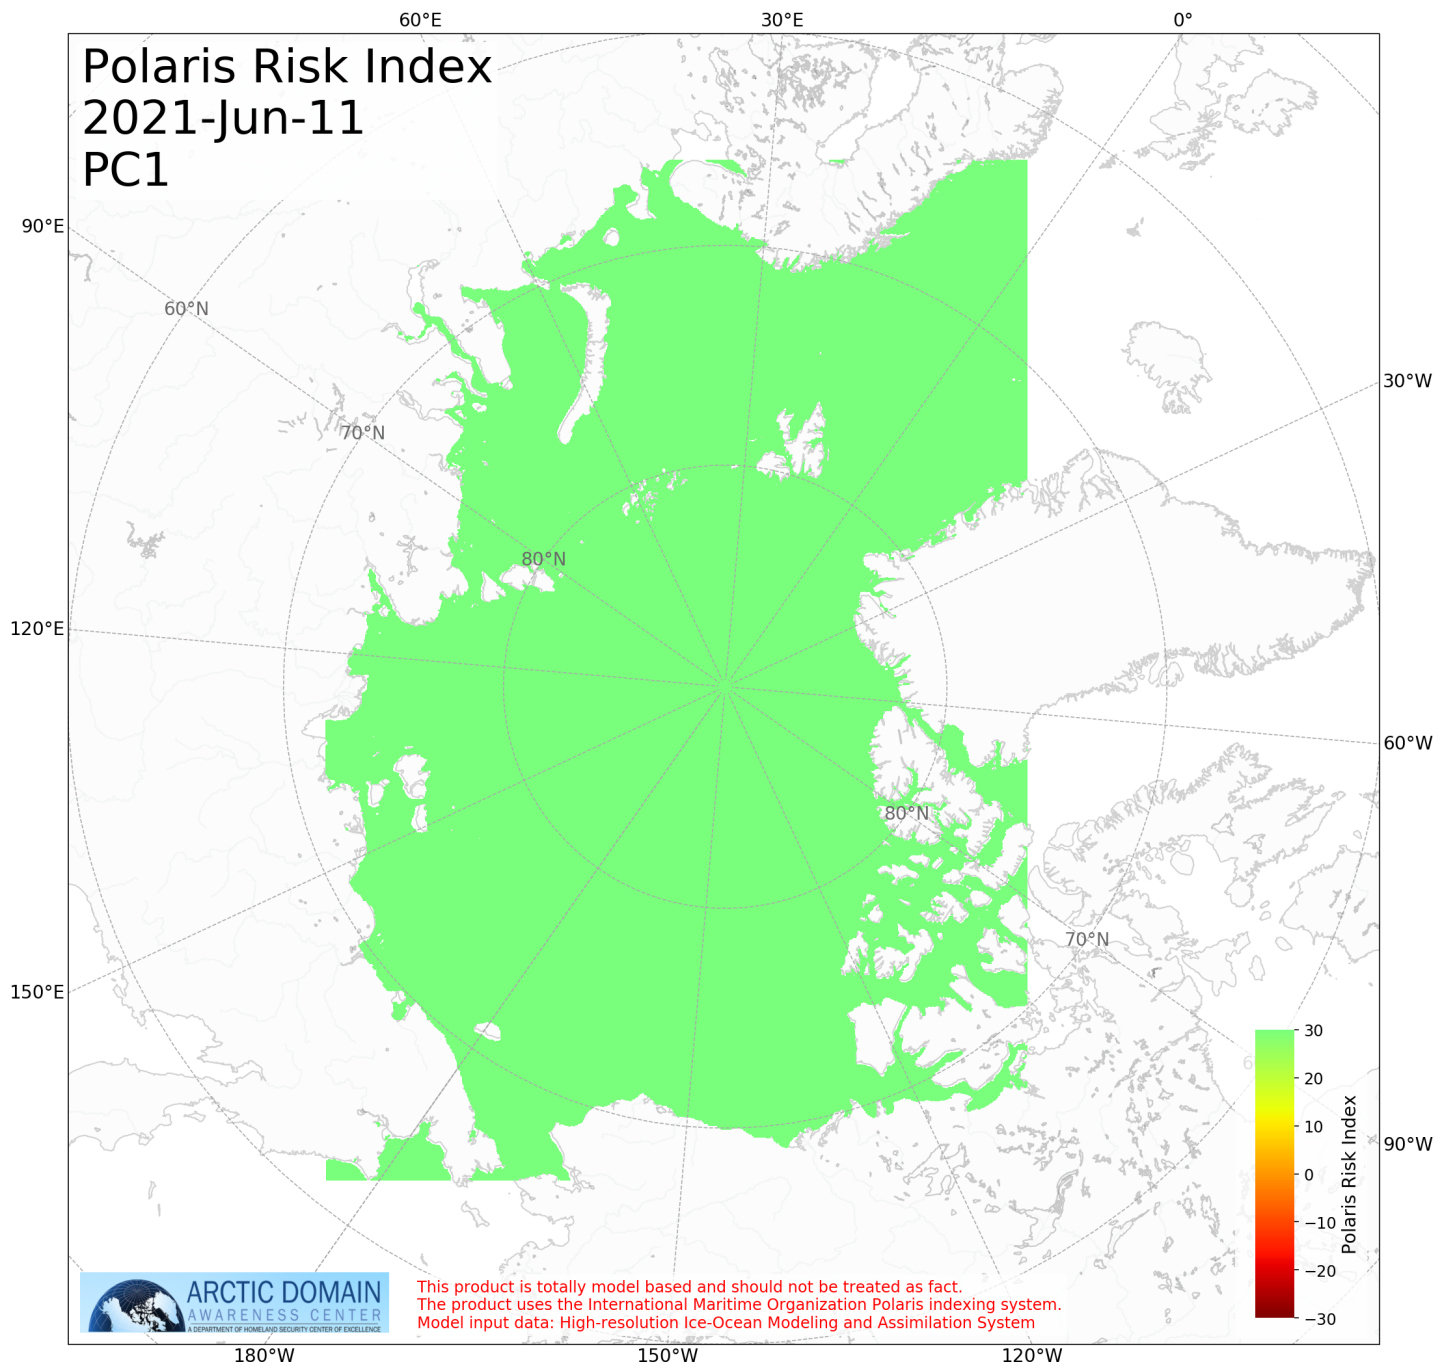 60°E 30°E 0°
Polaris Risk Index
2021-Jun-11
PC1
90°E
60°N
30°W
70°N
80°N
120°E
60°W
80°N
70°N
150°E
30
20
10
0
−10
−20
−30
Polaris Risk Index
90°W
ARCTIC DOMAIN
AWARENESS CENTER
A DEPARTMENT OF HOMELAND SECURITY CENTER OF EXCELLENCE
This product is totally model based and should not be treated as fact.
The product uses the International Maritime Organization Polaris indexing system.
Model input data: High-resolution Ice-Ocean Modeling and Assimilation System
180°W 150°W 120°W